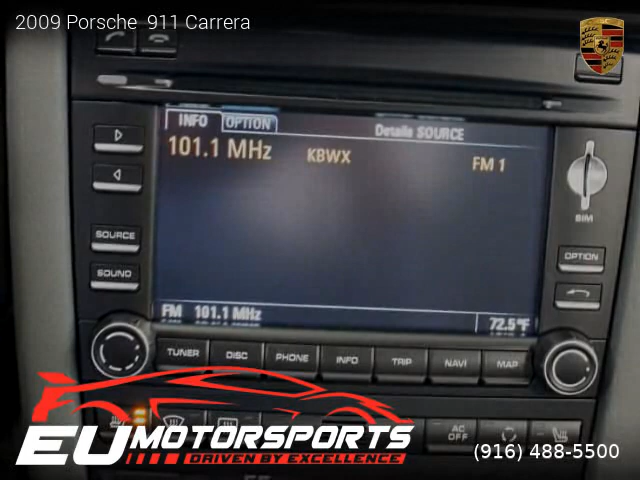 2009 Porsche 911 Carrera
INFO OPTION Details SOURCE
101.1 MHz KBWX FM 1
SOURCE
SOUND
SIM
OPTION
FM 101.1 MHz 72.5°F
TUNER DISC PHONE INFO TRIP NAVI MAP
AC OFF
EU MOTORSPORTS
DRIVEN BY EXCELLENCE
(916) 488-5500